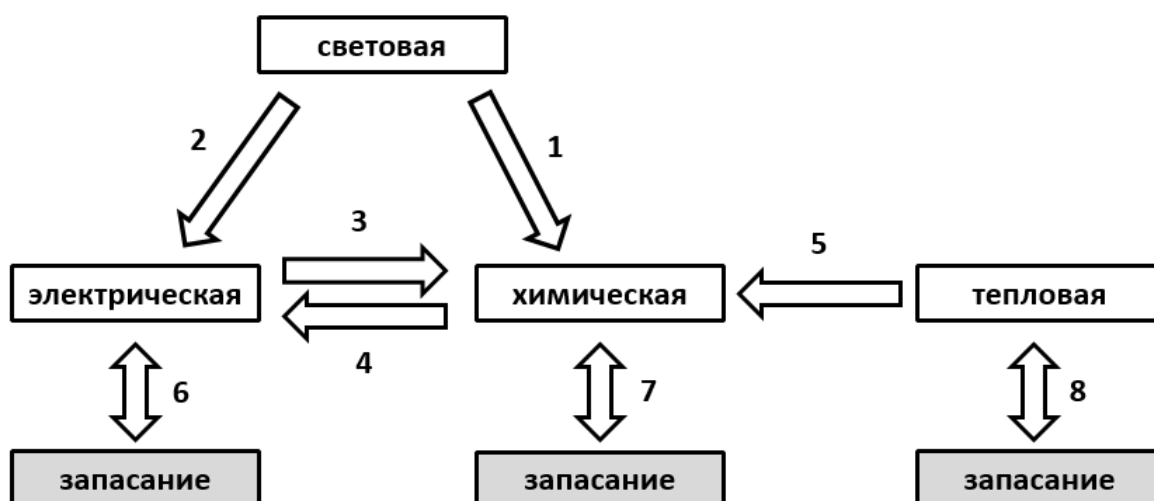 световая
2
1
3
5
электрическая
химическая
тепловая
4
6
7
8
запасание
запасание
запасание